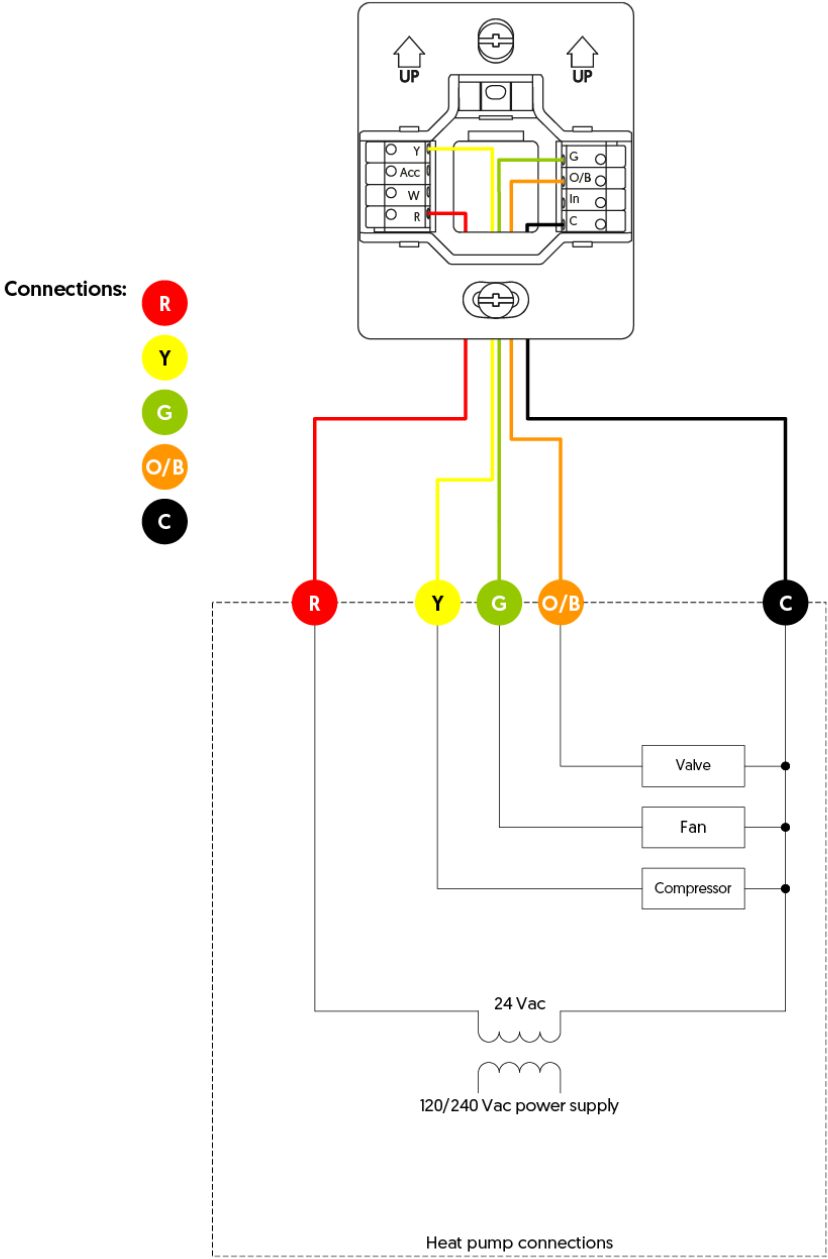 UP
UP
Y
Acc
W
R
G
O/B
In
C
Connections:
R
Y
G
O/B
C
R
Y
G
O/B
C
Valve
Fan
Compressor
24 Vac
120/240 Vac power supply
Heat pump connections